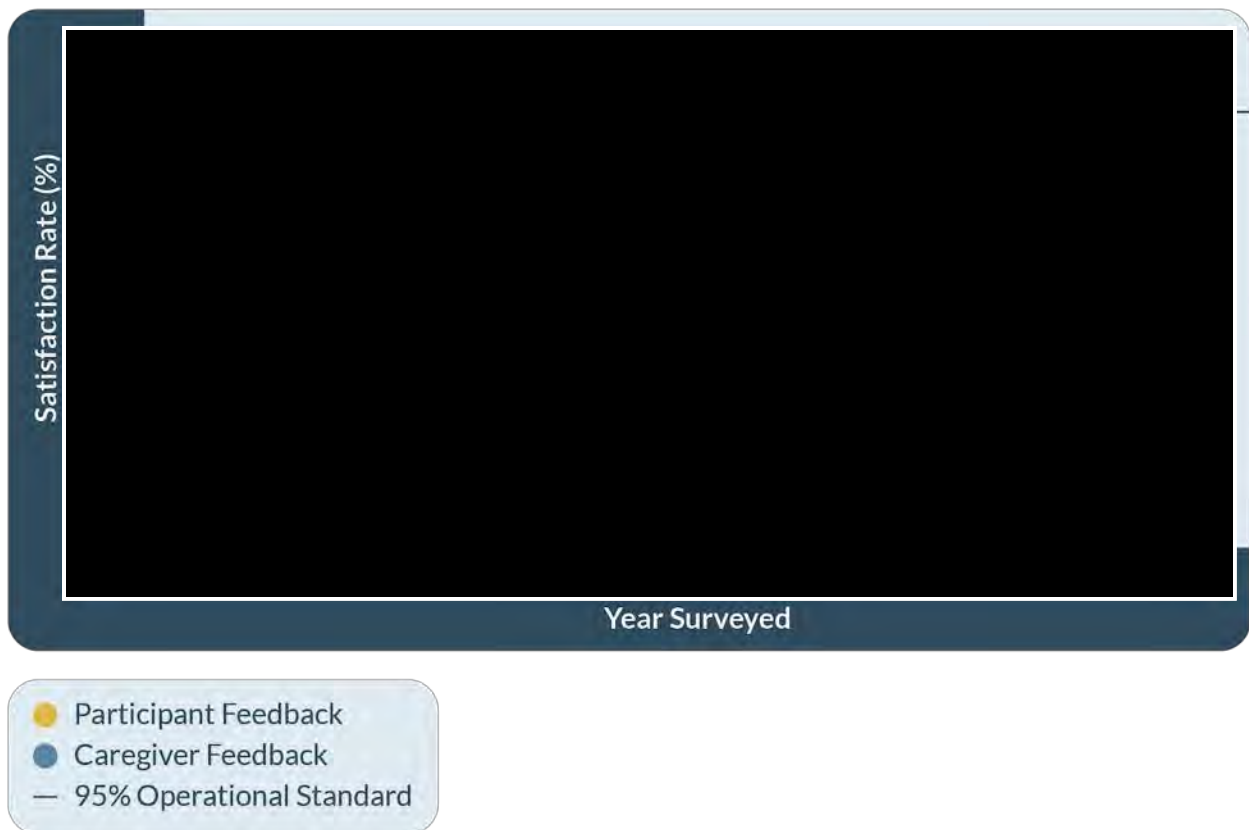 Satisfaction Rate (%)
Year Surveyed
Participant Feedback
Caregiver Feedback
95% Operational Standard